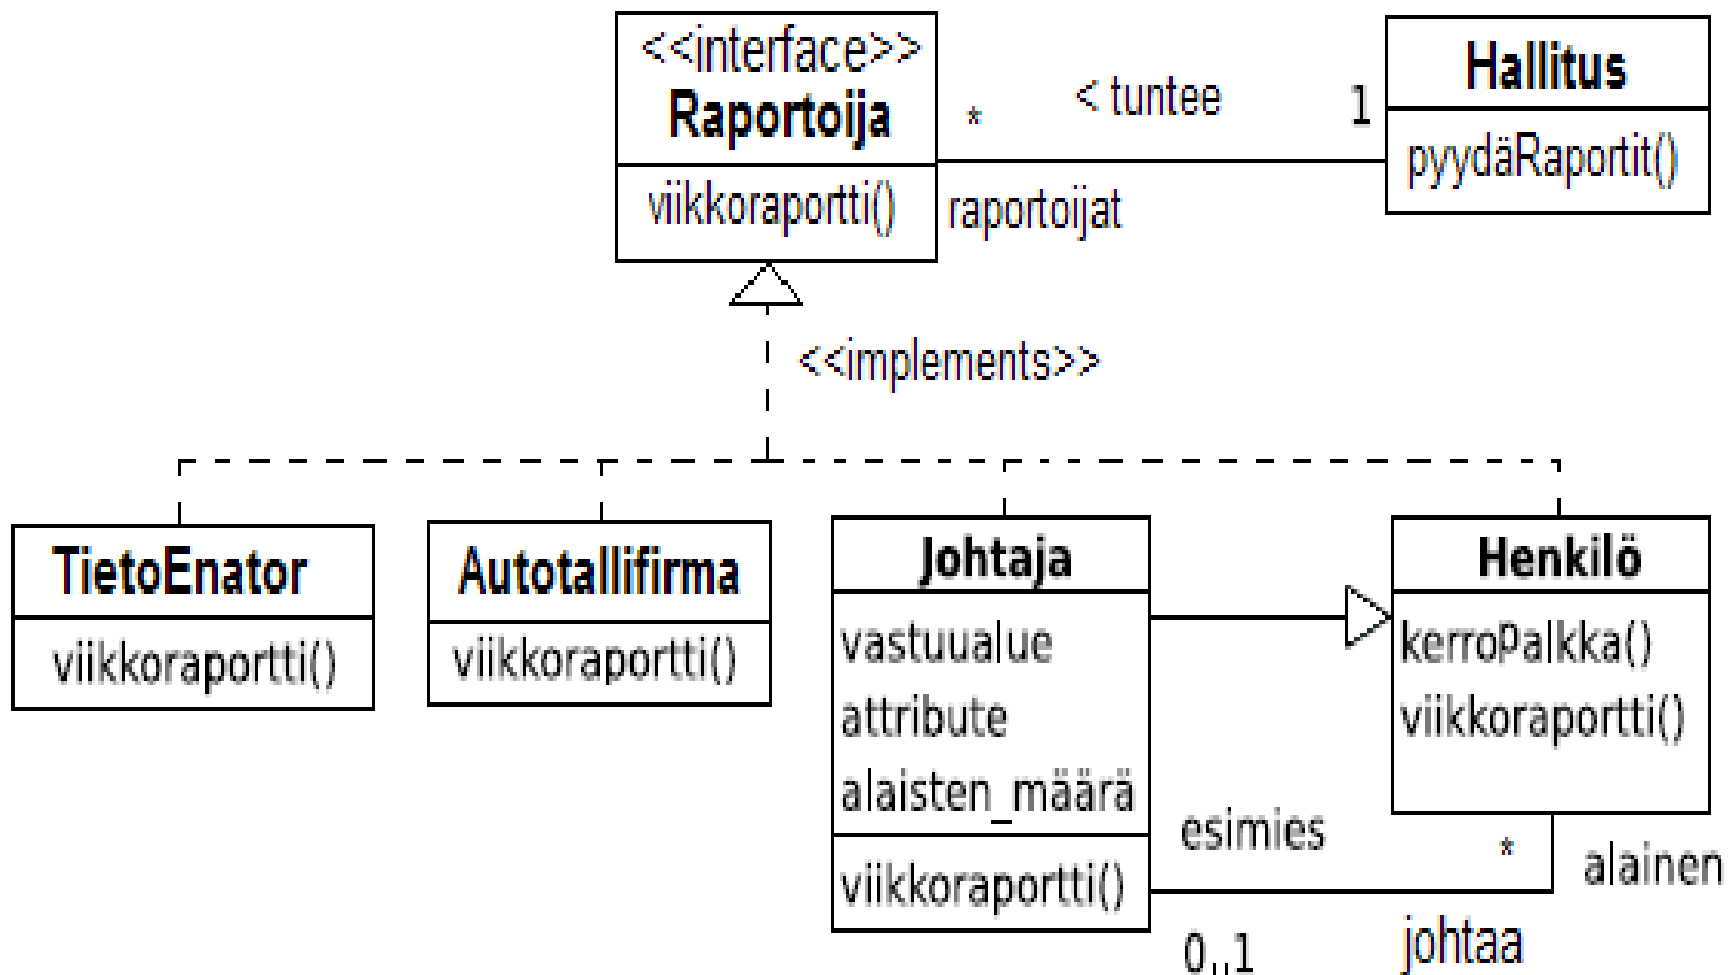 <<interface>>
Raportoija
viikkoraportti()
*
< tuntee
1
raportoijat
Hallitus
pyydäRaportit()
<<implements>>
TietoEnator
viikkoraportti()
Autotallifirma
viikkoraportti()
Johtaja
vastuualue
attribute
alaisten_määrä
viikkoraportti()
Henkilö
kerroPalkka()
viikkoraportti()
esimies
*
alainen
0..1
johtaa